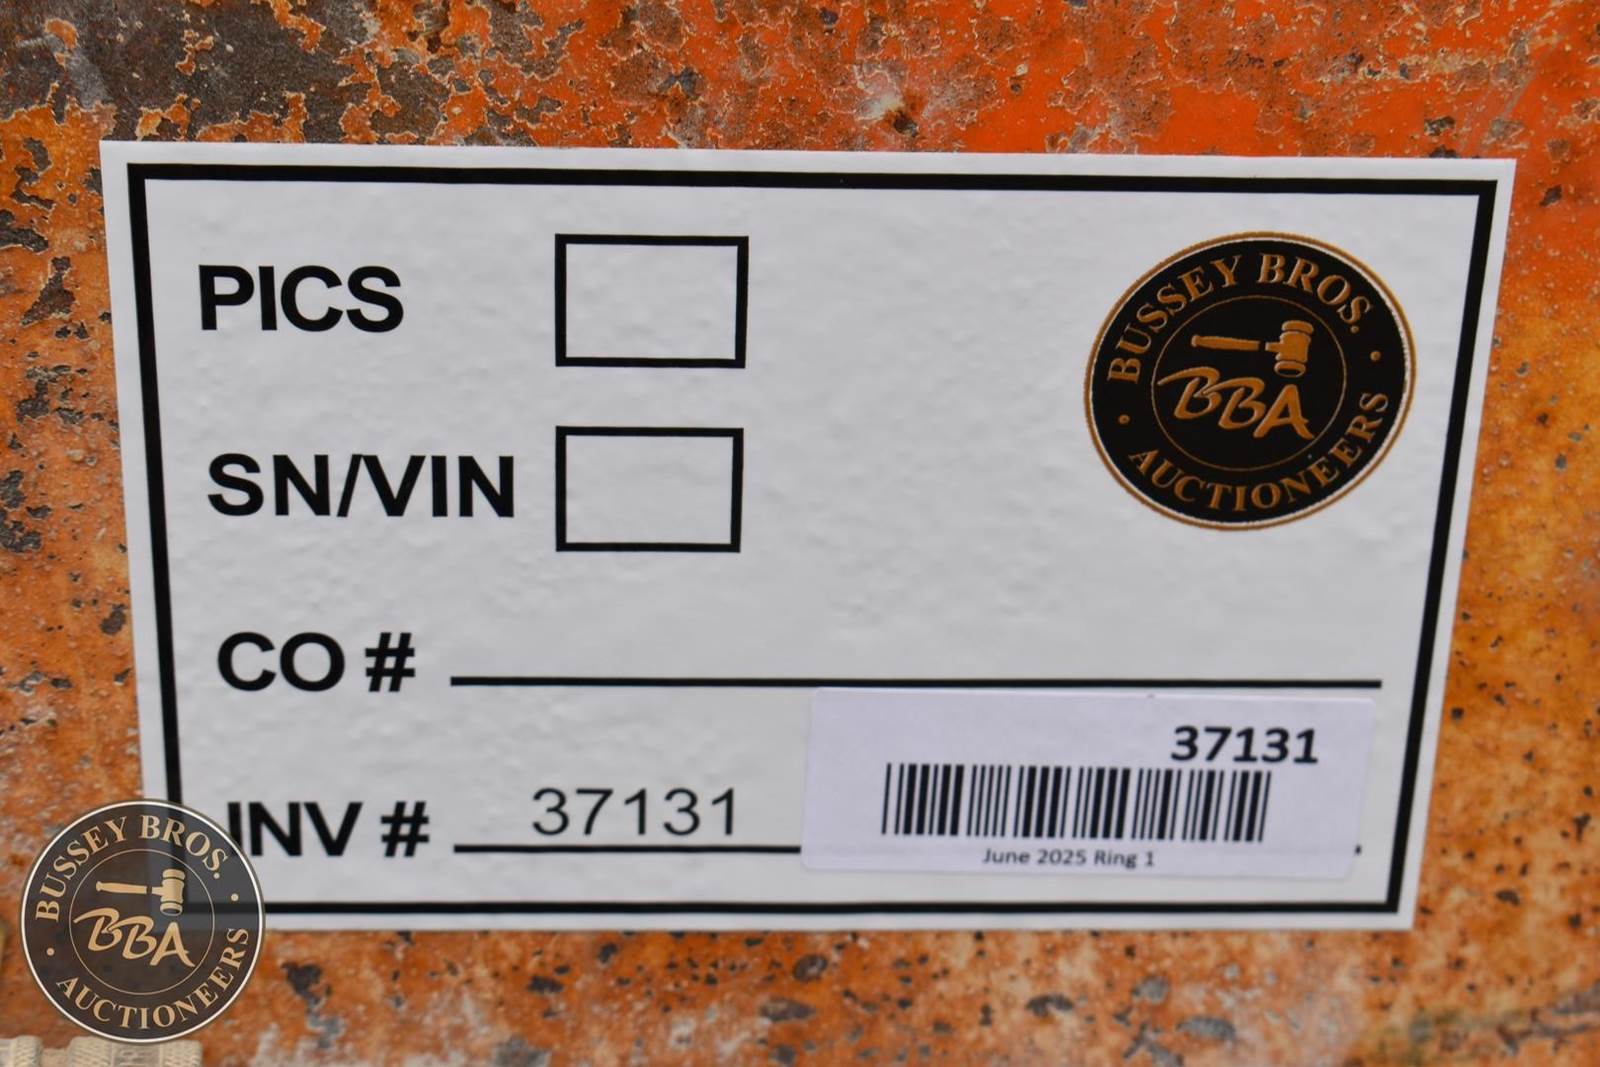 PICS
SN/VIN
CO #
INV # 37131
37131
June 2025 Ring 1
BUSSEY BROS.
BBA
AUCTIONEERS
BUSSEY BROS.
BBA
AUCTIONEERS